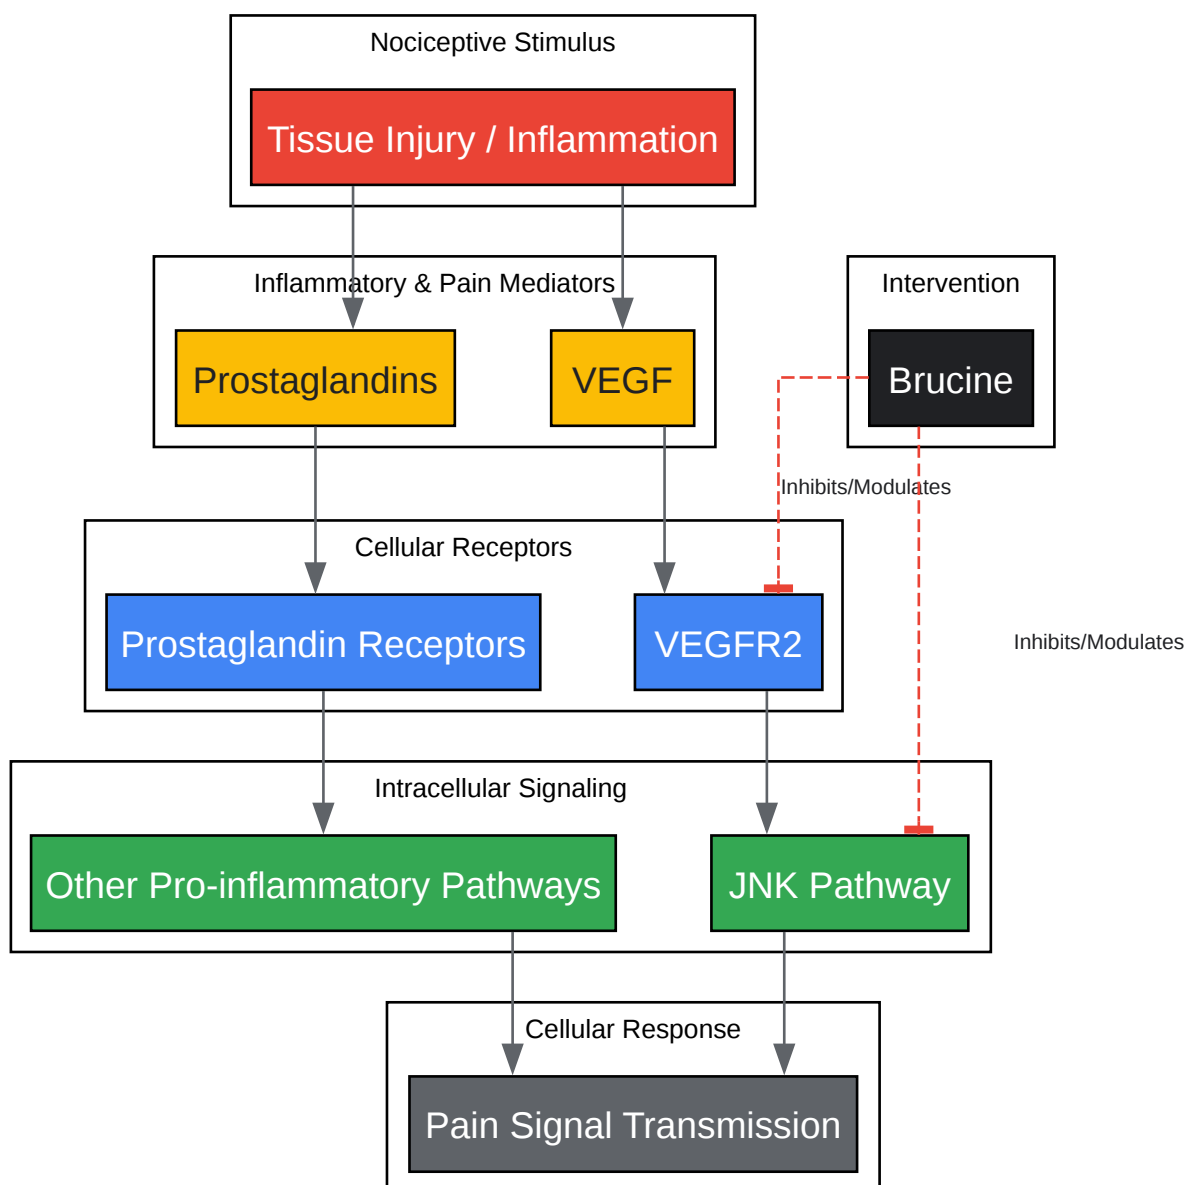 Nociceptive Stimulus
Tissue Injury / Inflammation
Inflammatory & Pain Mediators
Intervention
Prostaglandins
VEGF
Brucine
Inhibits/Modulates
Cellular Receptors
Prostaglandin Receptors
VEGFR2
Inhibits/Modulates
Intracellular Signaling
Other Pro-inflammatory Pathways
JNK Pathway
Cellular Response
Pain Signal Transmission